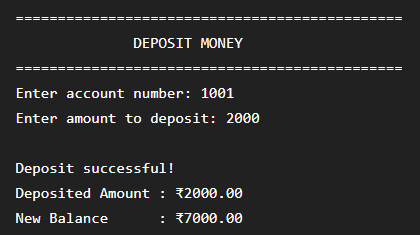 ==============================================
DEPOSIT MONEY
==============================================
Enter account number: 1001
Enter amount to deposit: 2000
Deposit successful!
Deposited Amount : ₹2000.00
New Balance      : ₹7000.00